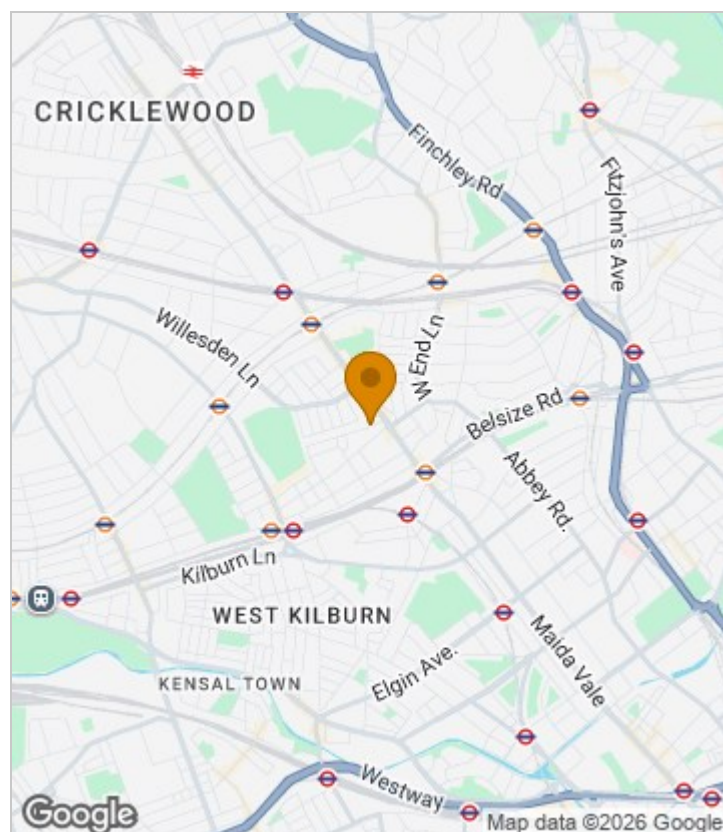 CRICKLEWOOD
Finchley Rd
Fitzjohn's Ave
Willesden Ln
W End Ln
Belsize Rd
Abbey Rd.
Kilburn Ln
WEST KILBURN
Maida Vale
Elgin Ave.
KENSAL TOWN
Westway
Google
Map data ©2026 Google